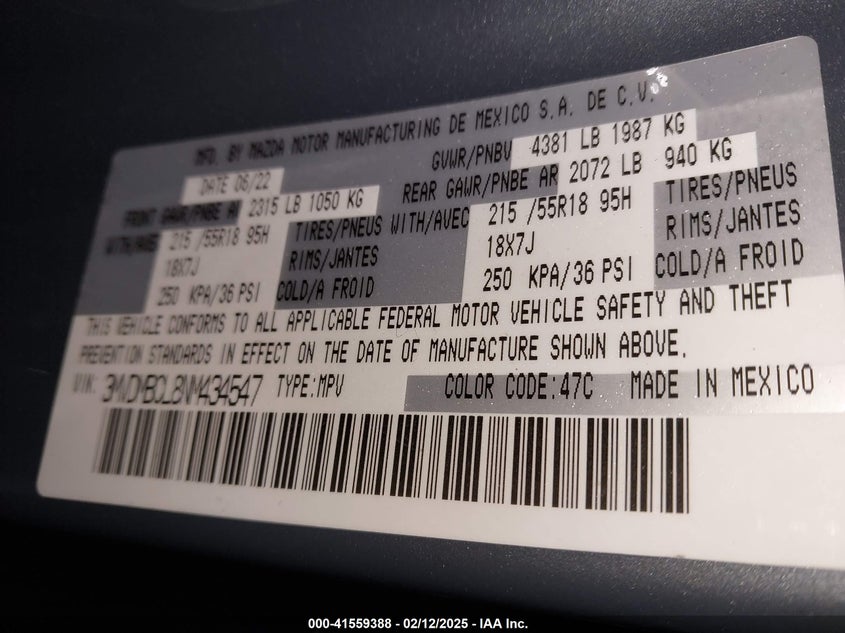 MFD. BY MAZDA MOTOR MANUFACTURING DE MEXICO S.A. DE C.V.
DATE 06/22 GVWR/PNBV 4381 LB 1987 KG
FRONT GAWR/PNBE AV 2315 LB 1050 KG REAR GAWR/PNBE AR 2072 LB 940 KG
WITH/AVEC 215 /55R18 95H TIRES/PNEUS WITH/AVEC 215 /55R18 95H TIRES/PNEUS
18X7J RIMS/JANTES 18X7J RIMS/JANTES
250 KPA/36 PSI COLD/A FROID 250 KPA/36 PSI COLD/A FROID
THIS VEHICLE CONFORMS TO ALL APPLICABLE FEDERAL MOTOR VEHICLE SAFETY AND THEFT
PREVENTION STANDARDS IN EFFECT ON THE DATE OF MANUFACTURE SHOWN ABOVE.
VIN: 3MVDMBCL8NM434547 TYPE:MPV COLOR CODE:47C MADE IN MEXICO
000-41559388 - 02/12/2025 - IAA Inc.